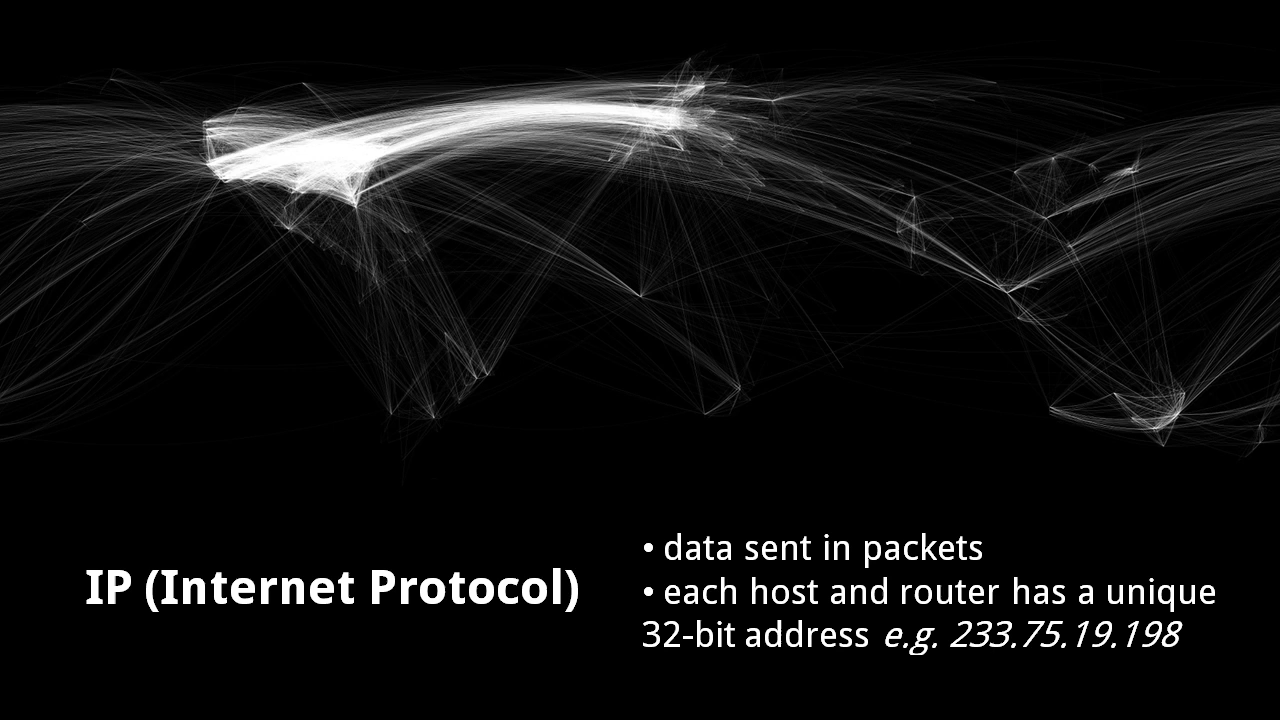 IP (Internet Protocol)
• data sent in packets
• each host and router has a unique
32-bit address e.g. 233.75.19.198